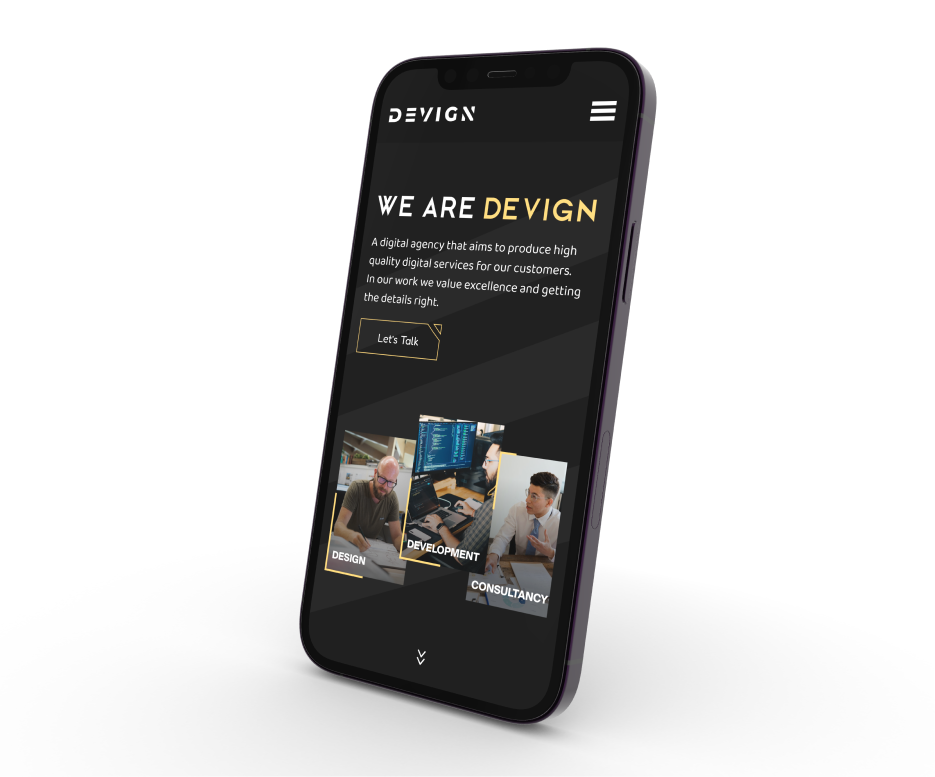 DEVIGN
WE ARE DEVIGN
A digital agency that aims to produce high
quality digital services for our customers.
In our work we value excellence and getting
the details right.
Let's Talk
DESIGN
DEVELOPMENT
CONSULTANCY